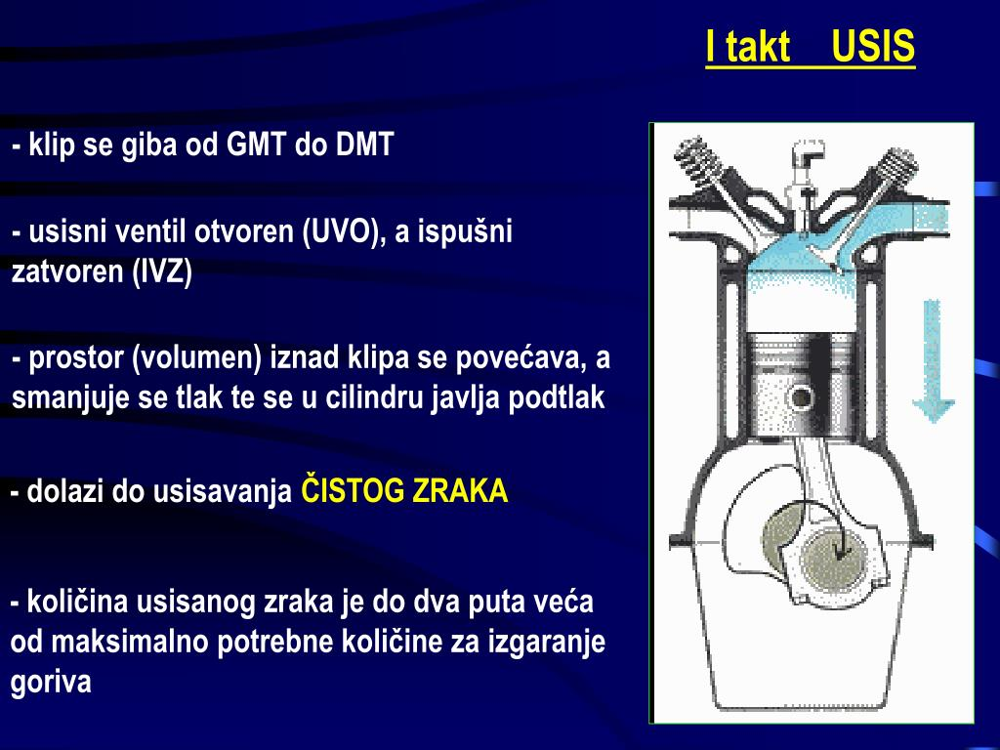 I takt USIS
- klip se giba od GMT do DMT
- usisni ventil otvoren (UVO), a ispušni
zatvoren (IVZ)
- prostor (volumen) iznad klipa se povećava, a
smanjuje se tlak te se u cilindru javlja podtlak
- dolazi do usisavanja ČISTOG ZRAKA
- količina usisanog zraka je do dva puta veća
od maksimalno potrebne količine za izgaranje
goriva